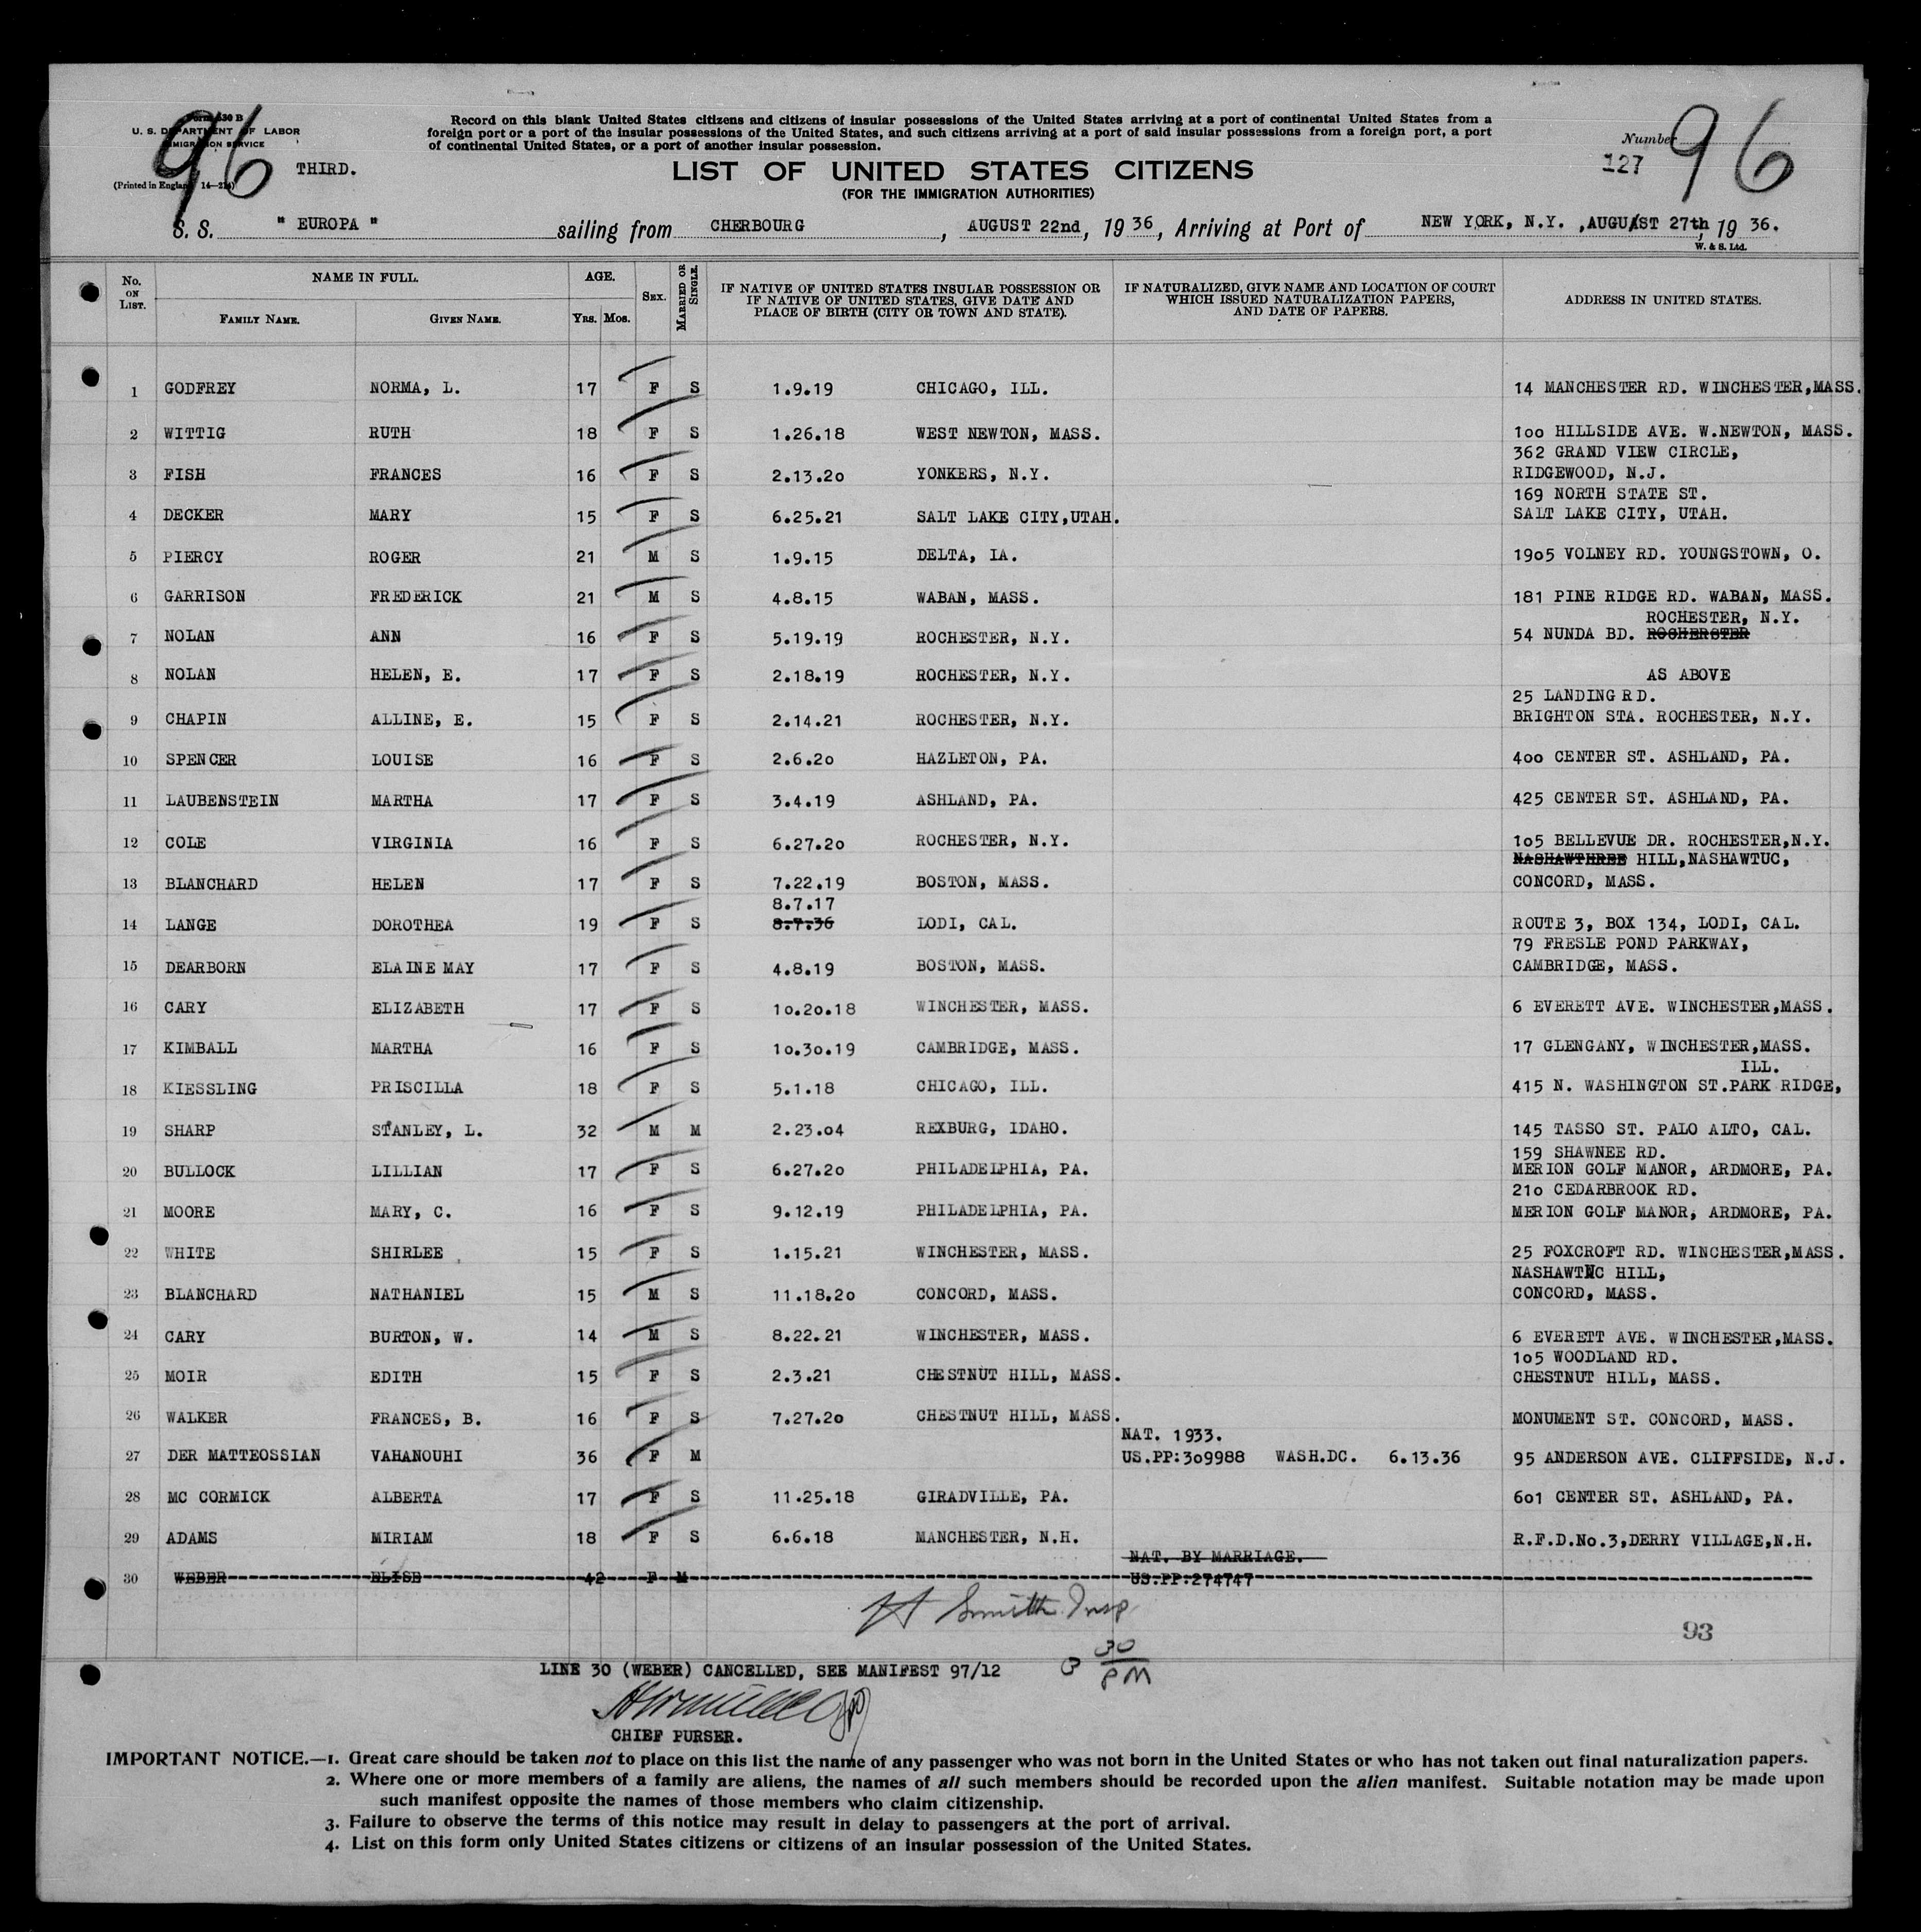 96
Form 630 B
U. S. DEPARTMENT OF LABOR
IMMIGRATION SERVICE
(Printed in England 14—224)
THIRD.
Record on this blank United States citizens and citizens of insular possessions of the United States arriving at a port of continental United States from a
foreign port or a port of the insular possessions of the United States, and such citizens arriving at a port of said insular possessions from a foreign port, a port
of continental United States, or a port of another insular possession.
Number 96
127
LIST OF UNITED STATES CITIZENS
(FOR THE IMMIGRATION AUTHORITIES)
S. S. " EUROPA " sailing from CHERBOURG , AUGUST 22nd, 19 36, Arriving at Port of NEW YORK, N.Y. ,AUGUST 27th, 19 36.
W. & S. Ltd.
No. ON LIST. NAME IN FULL. AGE. SEX. MARRIED OR SINGLE. IF NATIVE OF UNITED STATES INSULAR POSSESSION OR IF NATIVE OF UNITED STATES, GIVE DATE AND PLACE OF BIRTH (CITY OR TOWN AND STATE). IF NATURALIZED, GIVE NAME AND LOCATION OF COURT WHICH ISSUED NATURALIZATION PAPERS, AND DATE OF PAPERS. ADDRESS IN UNITED STATES.
FAMILY NAME. GIVEN NAME. YRS. MOS.
1 GODFREY NORMA, L. 17 F S 1.9.19 CHICAGO, ILL. 14 MANCHESTER RD. WINCHESTER,MASS.
2 WITTIG RUTH 18 F S 1.26.18 WEST NEWTON, MASS. 100 HILLSIDE AVE. W.NEWTON, MASS.
362 GRAND VIEW CIRCLE,
3 FISH FRANCES 16 F S 2.13.20 YONKERS, N.Y. RIDGEWOOD, N.J.
169 NORTH STATE ST.
4 DECKER MARY 15 F S 6.25.21 SALT LAKE CITY,UTAH. SALT LAKE CITY, UTAH.
5 PIERCY ROGER 21 M S 1.9.15 DELTA, IA. 1905 VOLNEY RD. YOUNGSTOWN, O.
6 GARRISON FREDERICK 21 M S 4.8.15 WABAN, MASS. 181 PINE RIDGE RD. WABAN, MASS.
ROCHESTER, N.Y.
7 NOLAN ANN 16 F S 5.19.19 ROCHESTER, N.Y. 54 NUNDA BD. ROCHERSTER
8 NOLAN HELEN, E. 17 F S 2.18.19 ROCHESTER, N.Y. AS ABOVE
25 LANDING RD.
9 CHAPIN ALLINE, E. 15 F S 2.14.21 ROCHESTER, N.Y. BRIGHTON STA. ROCHESTER, N.Y.
10 SPENCER LOUISE 16 F S 2.6.20 HAZLETON, PA. 400 CENTER ST. ASHLAND, PA.
11 LAUBENSTEIN MARTHA 17 F S 3.4.19 ASHLAND, PA. 425 CENTER ST. ASHLAND, PA.
12 COLE VIRGINIA 16 F S 6.27.20 ROCHESTER, N.Y. 105 BELLEVUE DR. ROCHESTER,N.Y.
HILL,NASHAWTUC,
13 BLANCHARD HELEN 17 F S 7.22.19 BOSTON, MASS. CONCORD, MASS.
8.7.17
14 LANGE DOROTHEA 19 F S 8.7.36 LODI, CAL. ROUTE 3, BOX 134, LODI, CAL.
79 FRESLE POND PARKWAY,
15 DEARBORN ELAINE MAY 17 F S 4.8.19 BOSTON, MASS. CAMBRIDGE, MASS.
16 CARY ELIZABETH 17 F S 10.20.18 WINCHESTER, MASS. 6 EVERETT AVE. WINCHESTER,MASS.
17 KIMBALL MARTHA 16 F S 10.30.19 CAMBRIDGE, MASS. 17 GLENGANY, WINCHESTER,MASS.
ILL.
18 KIESSLING PRISCILLA 18 F S 5.1.18 CHICAGO, ILL. 415 N. WASHINGTON ST.PARK RIDGE,
19 SHARP STANLEY, L. 32 M M 2.23.04 REXBURG, IDAHO. 145 TASSO ST. PALO ALTO, CAL.
159 SHAWNEE RD.
20 BULLOCK LILLIAN 17 F S 6.27.20 PHILADELPHIA, PA. MERION GOLF MANOR, ARDMORE, PA.
210 CEDARBROOK RD.
21 MOORE MARY, C. 16 F S 9.12.19 PHILADELPHIA, PA. MERION GOLF MANOR, ARDMORE, PA.
22 WHITE SHIRLEE 15 F S 1.15.21 WINCHESTER, MASS. 25 FOXCROFT RD. WINCHESTER,MASS.
NASHAWTNC HILL,
23 BLANCHARD NATHANIEL 15 M S 11.18.20 CONCORD, MASS. CONCORD, MASS.
24 CARY BURTON, W. 14 M S 8.22.21 WINCHESTER, MASS. 6 EVERETT AVE. WINCHESTER,MASS.
105 WOODLAND RD.
25 MOIR EDITH 15 F S 2.3.21 CHESTNUT HILL, MASS. CHESTNUT HILL, MASS.
26 WALKER FRANCES, B. 16 F S 7.27.20 CHESTNUT HILL, MASS. MONUMENT ST. CONCORD, MASS.
NAT. 1933.
27 DER MATTEOSSIAN VAHANOUHI 36 F M US.PP:309988 WASH.DC. 6.13.36 95 ANDERSON AVE. CLIFFSIDE, N.J.
28 MC CORMICK ALBERTA 17 F S 11.25.18 GIRADVILLE, PA. 601 CENTER ST. ASHLAND, PA.
29 ADAMS MIRIAM 18 F S 6.6.18 MANCHESTER, N.H. R.F.D.No.3,DERRY VILLAGE,N.H.
NAT. BY MARRIAGE.
30 WEBER ELISE 42 F M US.PP:274747
Smith Insp
93
LINE 30 (WEBER) CANCELLED, SEE MANIFEST 97/12
3 30 PM
CHIEF PURSER.
IMPORTANT NOTICE.—1. Great care should be taken not to place on this list the name of any passenger who was not born in the United States or who has not taken out final naturalization papers.
2. Where one or more members of a family are aliens, the names of all such members should be recorded upon the alien manifest. Suitable notation may be made upon
such manifest opposite the names of those members who claim citizenship.
3. Failure to observe the terms of this notice may result in delay to passengers at the port of arrival.
4. List on this form only United States citizens or citizens of an insular possession of the United States.